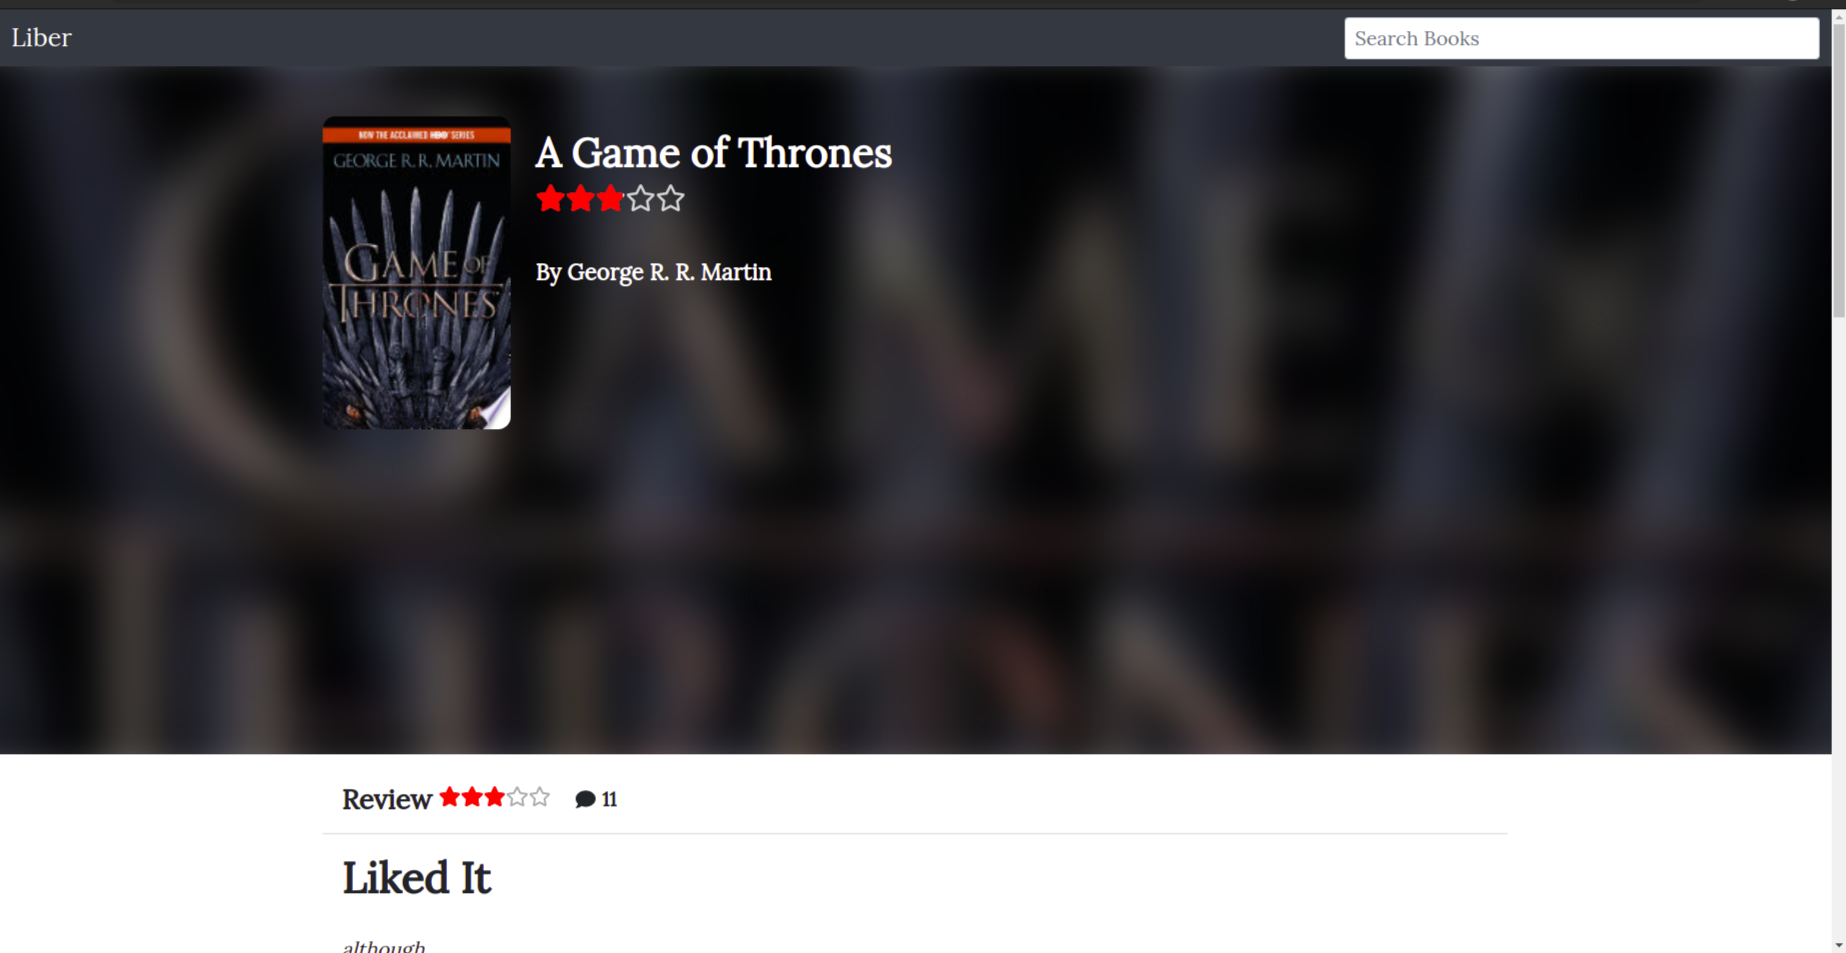 Liber
Search Books
NOW THE ACCLAIMED HBO SERIES
GEORGE R. R. MARTIN
GAME OF
THRONES
A Game of Thrones
By George R. R. Martin
Review 11
Liked It
although